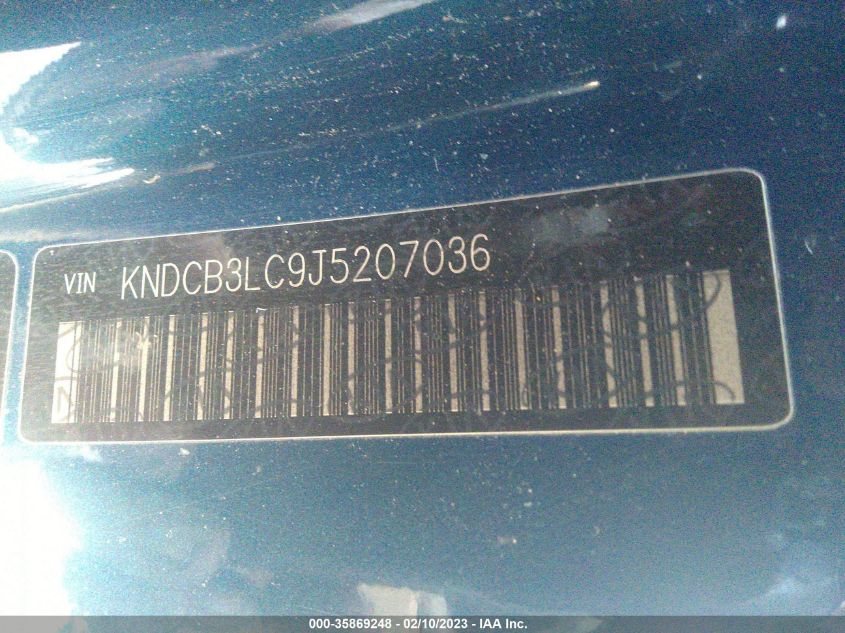 VIN KNDCB3LC9J5207036
000-35869248 - 02/10/2023 - IAA Inc.